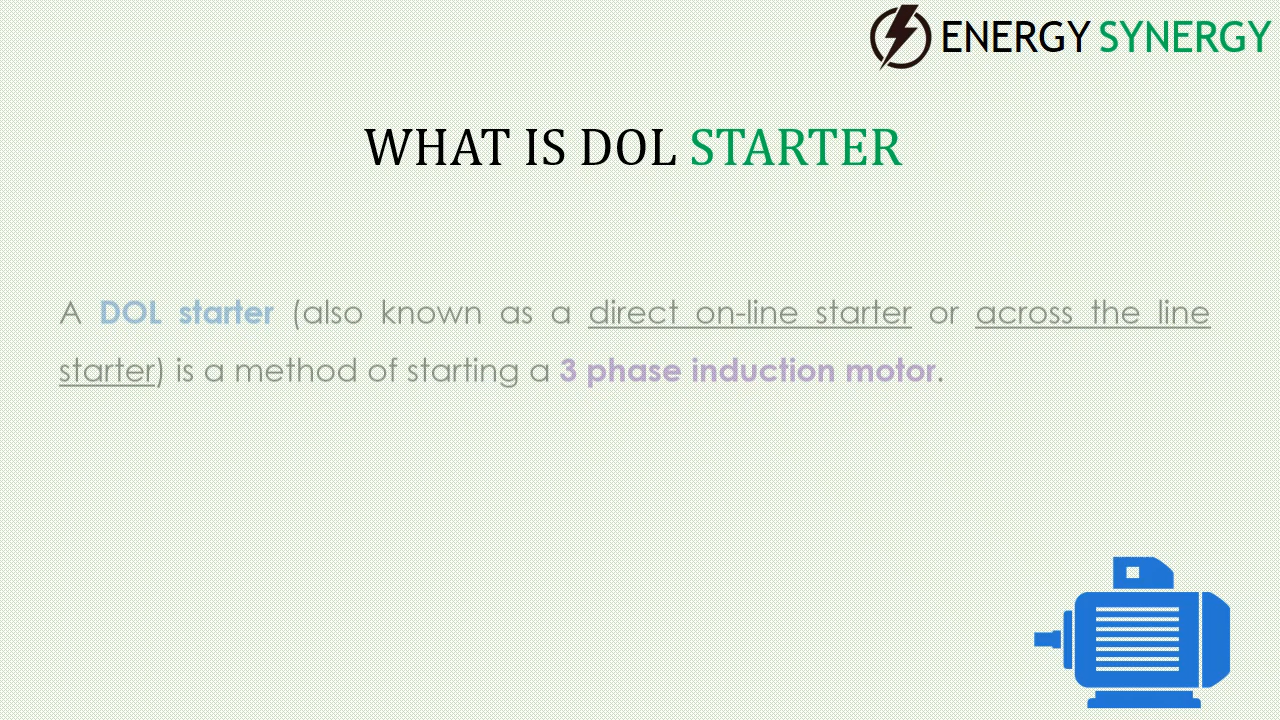 ENERGY SYNERGY
WHAT IS DOL STARTER
A DOL starter (also known as a direct on-line starter or across the line
starter) is a method of starting a 3 phase induction motor.